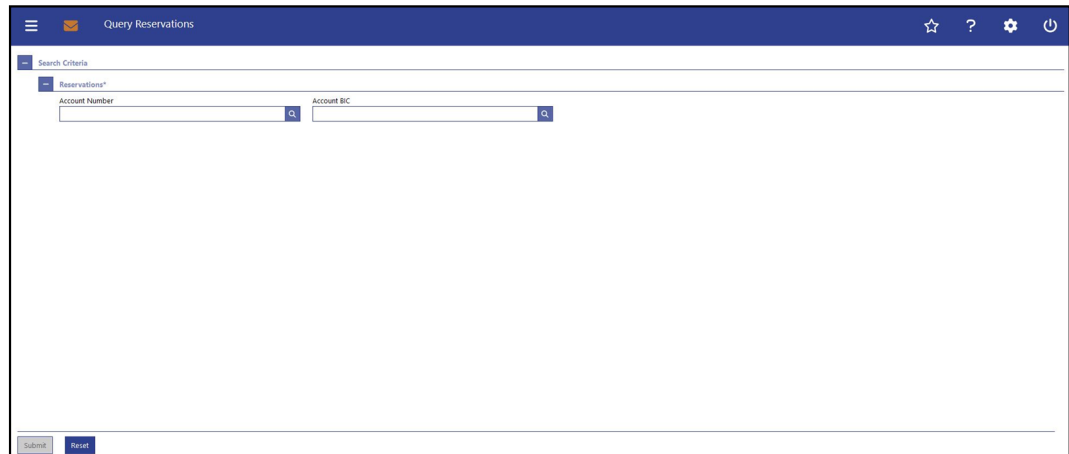 Query Reservations
?
Search Criteria
Reservations*
Account Number Account BIC
Submit Reset